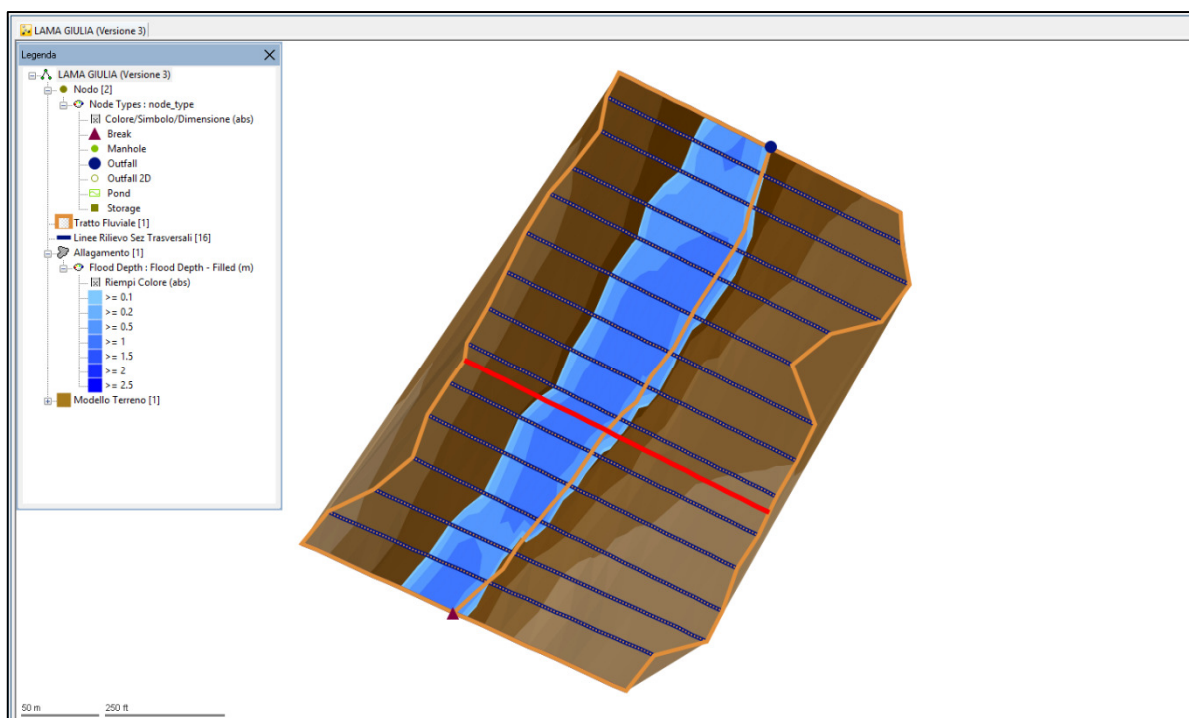 LAMA GIULIA (Versione 3)
Legenda
LAMA GIULIA (Versione 3)
Nodo [2]
Node Types : node_type
Colore/Simbolo/Dimensione (abs)
Break
Manhole
Outfall
Outfall 2D
Pond
Storage
Tratto Fluviale [1]
Linee Rilievo Sez Trasversali [16]
Allagamento [1]
Flood Depth : Flood Depth - Filled (m)
Riempi Colore (abs)
>= 0.1
>= 0.2
>= 0.5
>= 1
>= 1.5
>= 2
>= 2.5
Modello Terreno [1]
50 m 250 ft